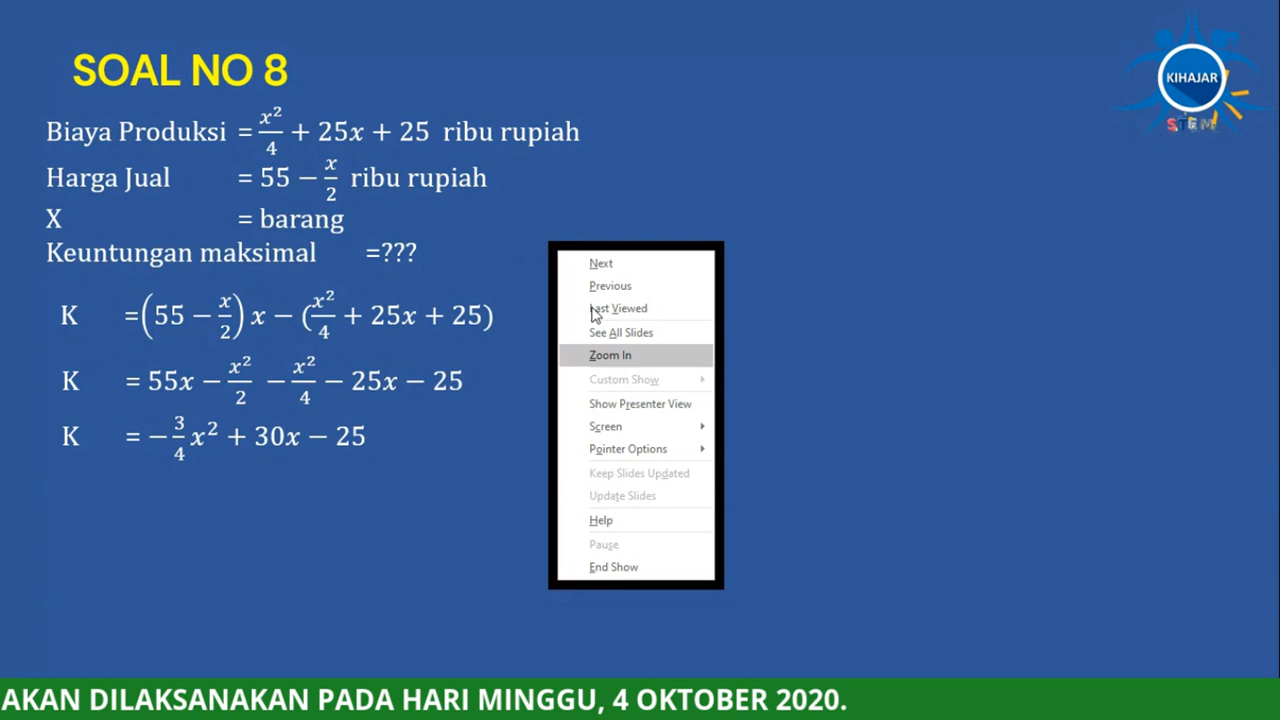 SOAL NO 8
KIHAJAR
STEM
Biaya Produksi = x²/4 + 25x + 25 ribu rupiah
Harga Jual = 55 − x/2 ribu rupiah
X = barang
Keuntungan maksimal =???
K =(55 − x/2) x − (x²/4 + 25x + 25)
K = 55x − x²/2 − x²/4 − 25x − 25
K = −3/4 x² + 30x − 25
Next
Previous
Last Viewed
See All Slides
Zoom In
Custom Show
Show Presenter View
Screen
Pointer Options
Keep Slides Updated
Update Slides
Help
Pause
End Show
AKAN DILAKSANAKAN PADA HARI MINGGU, 4 OKTOBER 2020.